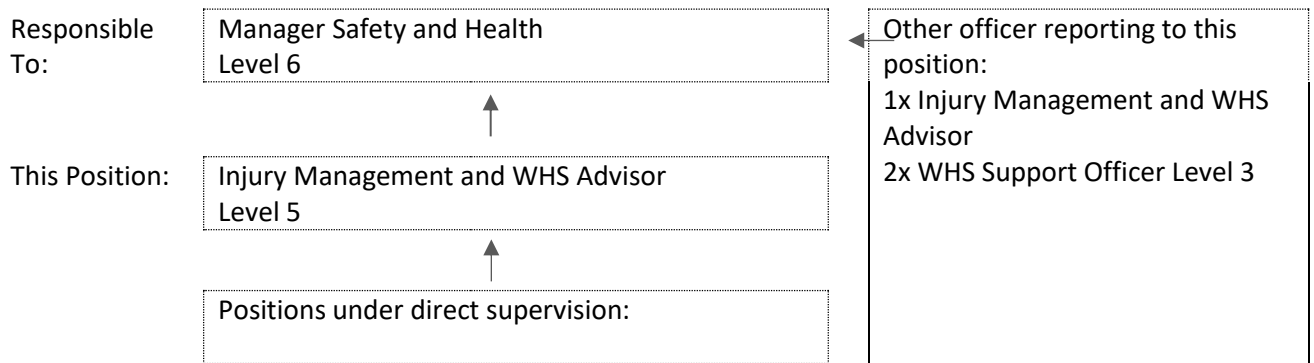 Responsible
To:
Manager Safety and Health
Level 6
Other officer reporting to this
position:
1x Injury Management and WHS
Advisor
2x WHS Support Officer Level 3
This Position:
Injury Management and WHS Advisor
Level 5
Positions under direct supervision: